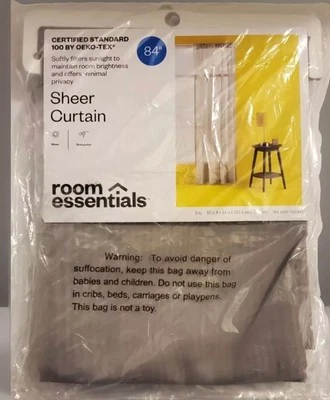 CERTIFIED STANDARD
100 BY OEKO-TEX®
Softly filters sunlight to
maintain room brightness
and offers minimal
privacy
84"
Sheer
Curtain
Sheer
room
essentials
Warning: To avoid danger of
suffocation, keep this bag away from
babies and children. Do not use this bag
in cribs, beds, carriages or playpens.
This bag is not a toy.